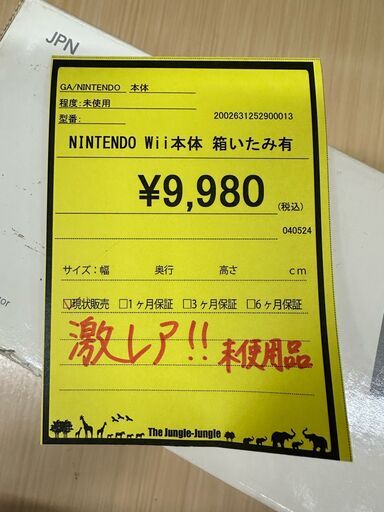 JPN
GA/NINTENDO 本体
程度:未使用
型番: 2002631252900013
NINTENDO Wii本体 箱いたみ有
¥9,980(税込)
040524
サイズ:幅 奥行 高さ cm
☑現状販売 □1ヶ月保証 □3ヶ月保証 □6ヶ月保証
激レア!! 未使用品
The Jungle-Jungle